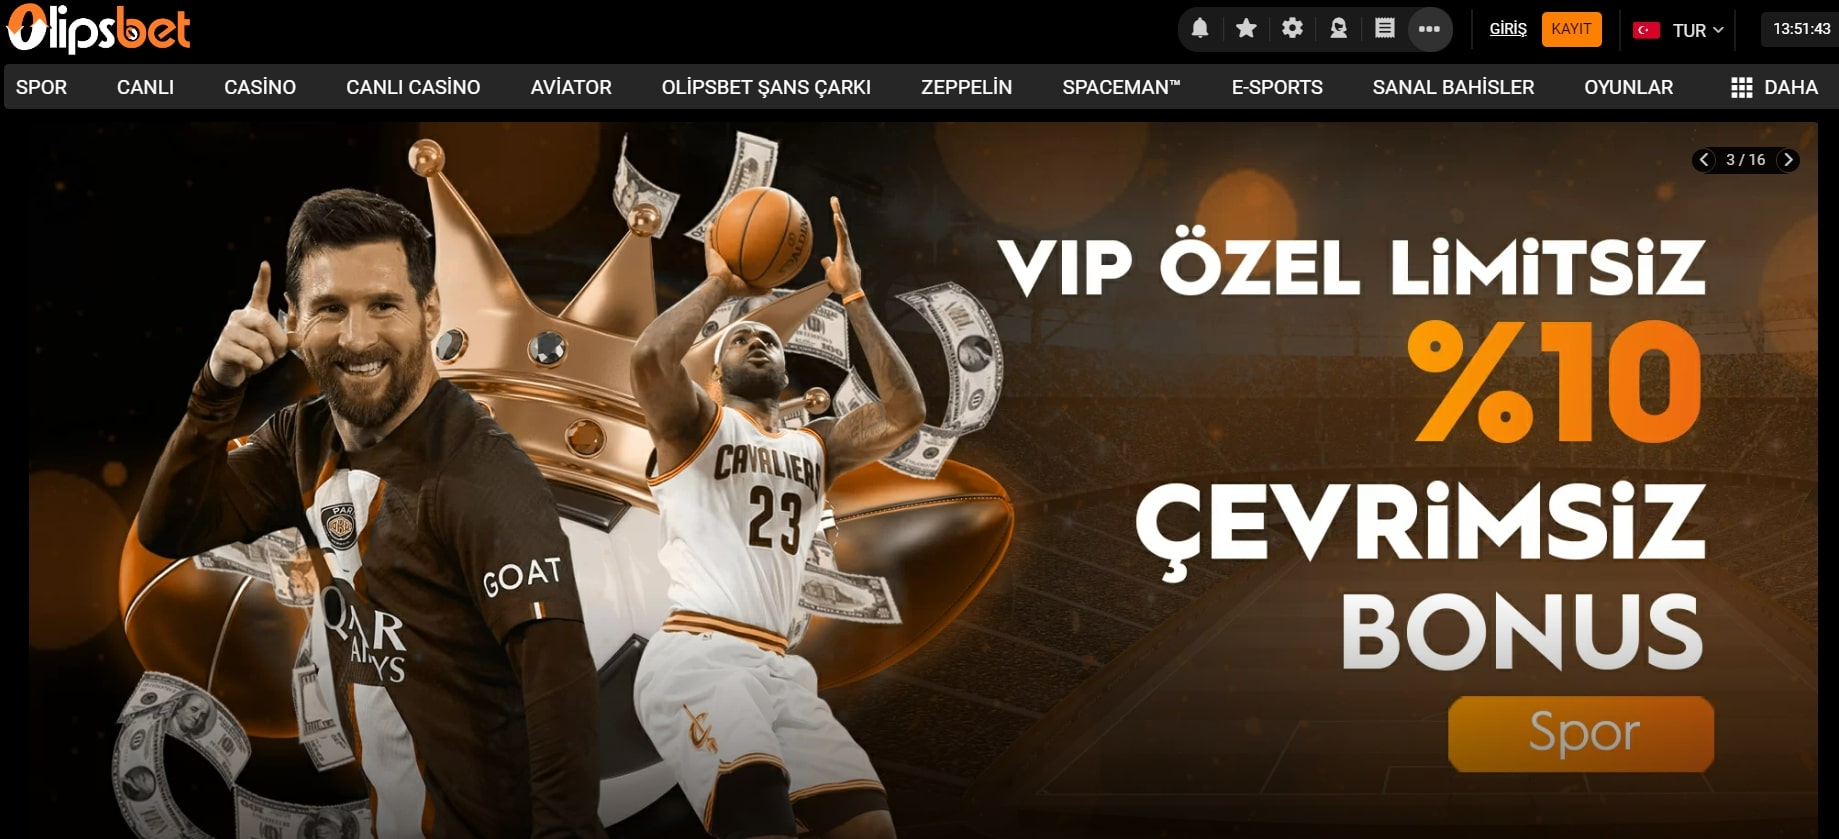 Olipsbet
GİRİŞ
KAYIT
TUR
13:51:43
SPOR
CANLI
CASİNO
CANLI CASİNO
AVİATOR
OLİPSBET ŞANS ÇARKI
ZEPPELİN
SPACEMAN™
E-SPORTS
SANAL BAHİSLER
OYUNLAR
DAHA
3 / 16
VIP ÖZEL LİMİTSİZ
%10
ÇEVRİMSİZ
BONUS
Spor
CAVALIERS
23
GOAT